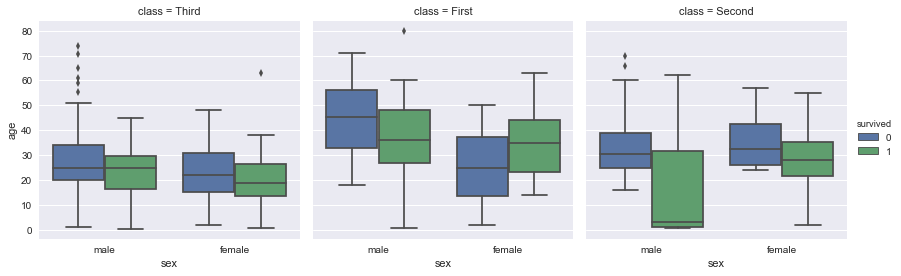 class = Third
class = First
class = Second
80
70
60
50
40
30
20
10
0
age
male female
male female
male female
sex
sex
sex
survived
0
1